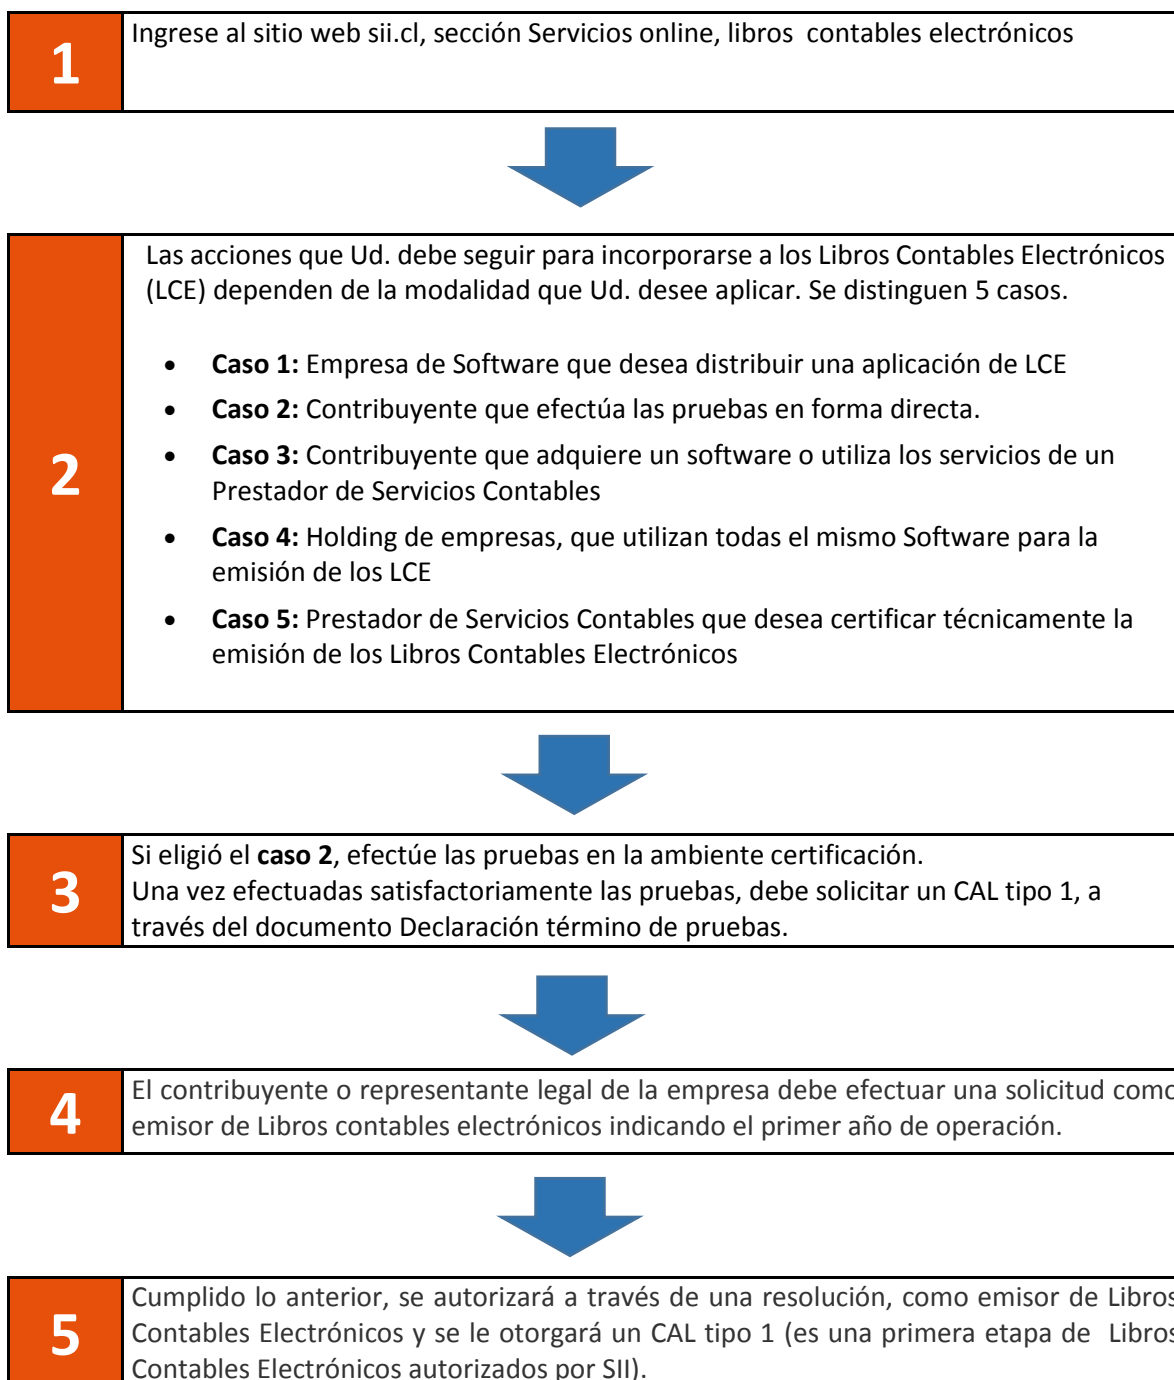 1
Ingrese al sitio web sii.cl, sección Servicios online, libros contables electrónicos
2
Las acciones que Ud. debe seguir para incorporarse a los Libros Contables Electrónicos
(LCE) dependen de la modalidad que Ud. desee aplicar. Se distinguen 5 casos.
• Caso 1: Empresa de Software que desea distribuir una aplicación de LCE
• Caso 2: Contribuyente que efectúa las pruebas en forma directa.
• Caso 3: Contribuyente que adquiere un software o utiliza los servicios de un
Prestador de Servicios Contables
• Caso 4: Holding de empresas, que utilizan todas el mismo Software para la
emisión de los LCE
• Caso 5: Prestador de Servicios Contables que desea certificar técnicamente la
emisión de los Libros Contables Electrónicos
3
Si eligió el caso 2, efectúe las pruebas en la ambiente certificación.
Una vez efectuadas satisfactoriamente las pruebas, debe solicitar un CAL tipo 1, a
través del documento Declaración término de pruebas.
4
El contribuyente o representante legal de la empresa debe efectuar una solicitud como
emisor de Libros contables electrónicos indicando el primer año de operación.
5
Cumplido lo anterior, se autorizará a través de una resolución, como emisor de Libros
Contables Electrónicos y se le otorgará un CAL tipo 1 (es una primera etapa de Libros
Contables Electrónicos autorizados por SII).